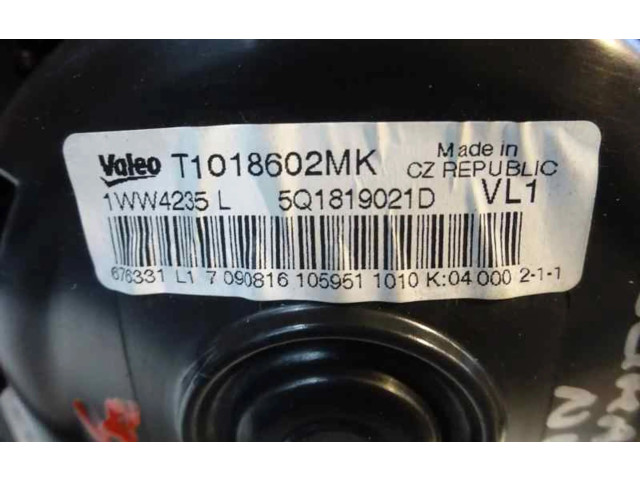 Valeo T1018602MK Made in
CZ REPUBLIC
1WW4235 L 5Q1819021D VL1
676331 L1 7 090816 105951 1010 K:04 000 2-1-1